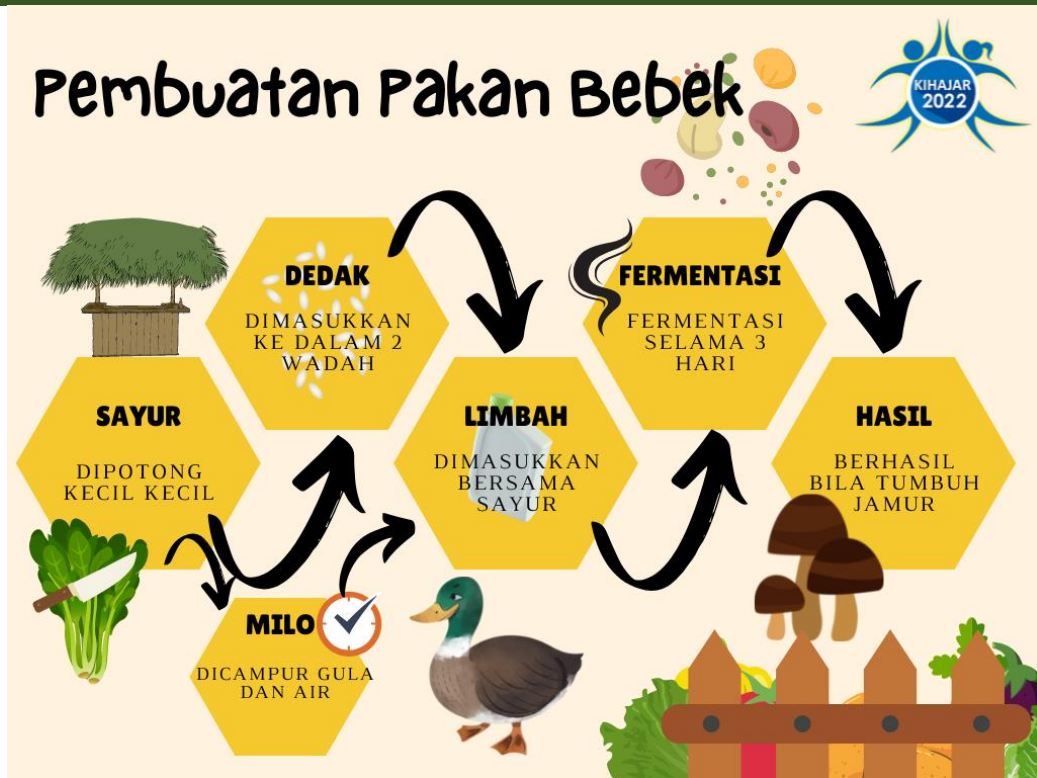 Pembuatan Pakan Bebek
KIHAJAR
2022
SAYUR
DIPOTONG
KECIL KECIL
DEDAK
DIMASUKKAN
KE DALAM 2
WADAH
MILO
DICAMPUR GULA
DAN AIR
LIMBAH
DIMASUKKAN
BERSAMA
SAYUR
FERMENTASI
FERMENTASI
SELAMA 3
HARI
HASIL
BERHASIL
BILA TUMBUH
JAMUR